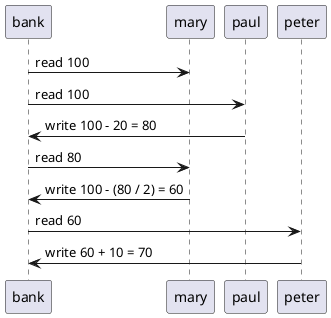 bank mary paul peter
read 100
read 100
write 100 - 20 = 80
read 80
write 100 - (80 / 2) = 60
read 60
write 60 + 10 = 70
bank mary paul peter